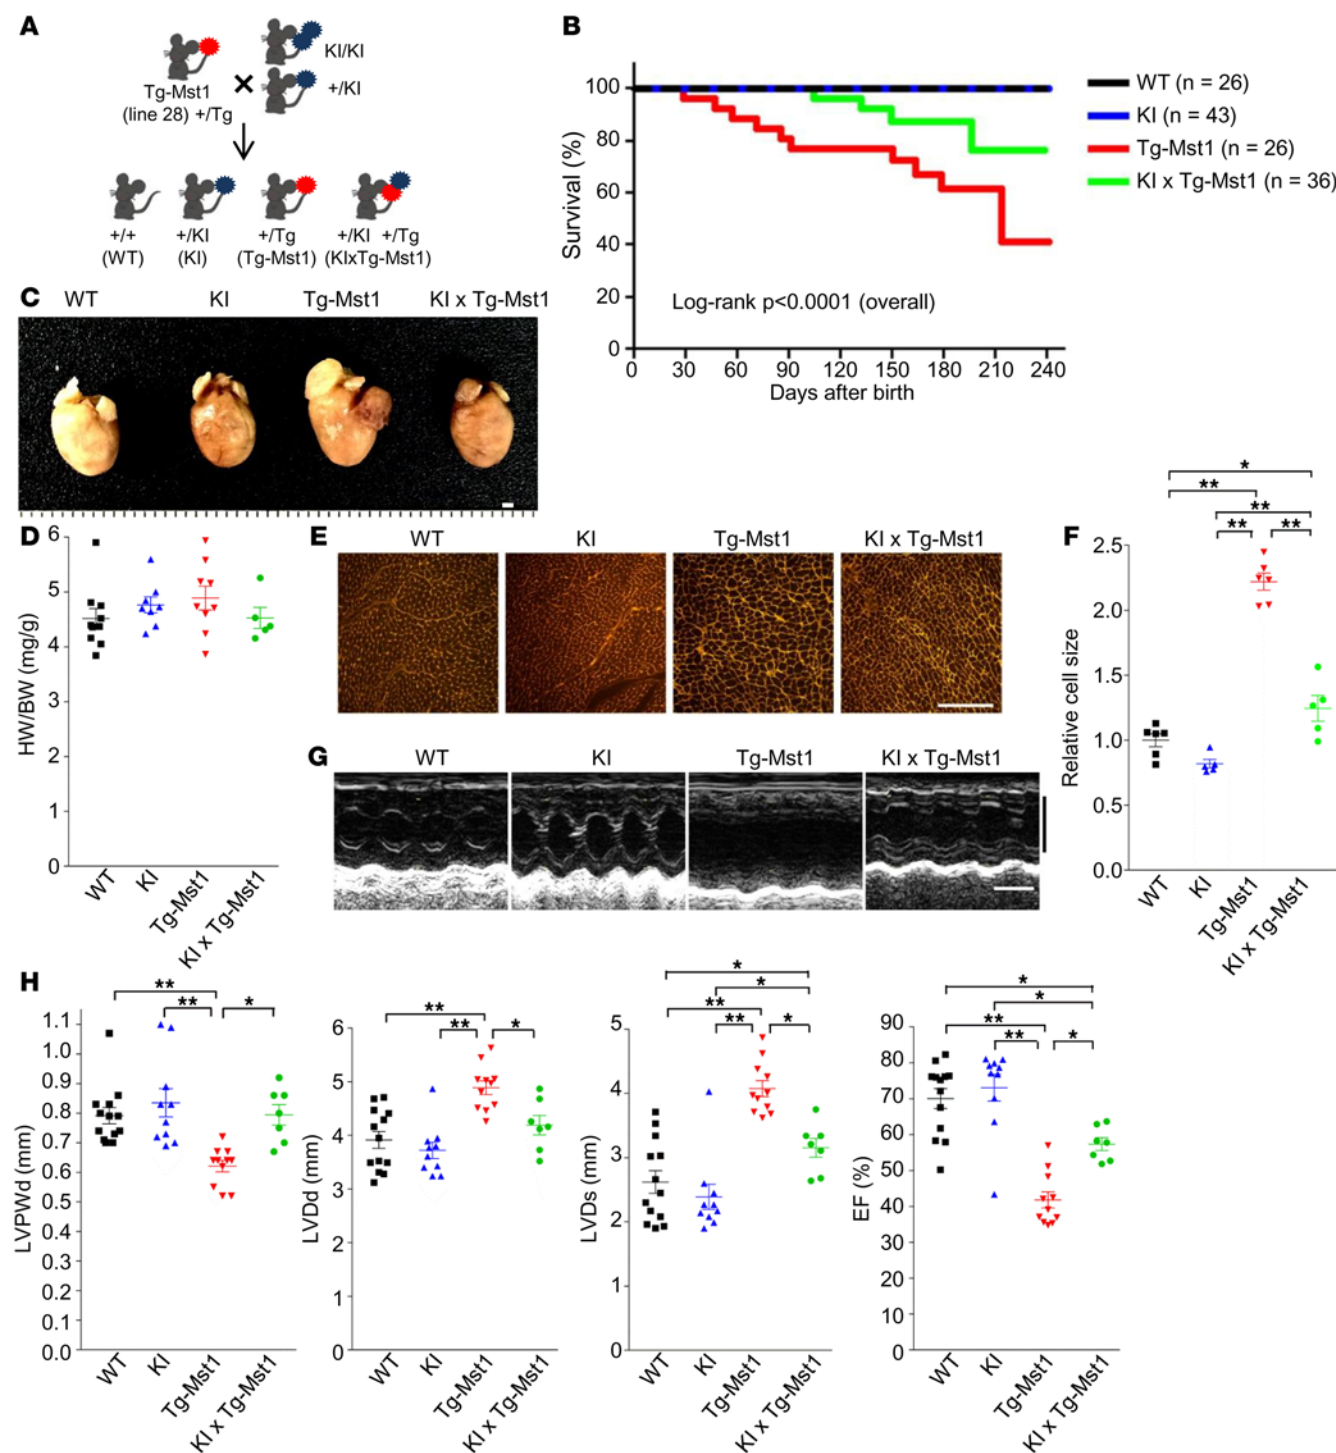 A
KI/KI
+/KI
Tg-Mst1
(line 28) +/Tg
×
+/+
(WT)
+/KI
(KI)
+/Tg
(Tg-Mst1)
+/KI +/Tg
(KIxTg-Mst1)
B
Survival (%)
100
80
60
40
20
0
0 30 60 90 120 150 180 210 240
Days after birth
Log-rank p<0.0001 (overall)
WT (n = 26)
KI (n = 43)
Tg-Mst1 (n = 26)
KI x Tg-Mst1 (n = 36)
C
WT KI Tg-Mst1 KI x Tg-Mst1
D
HW/BW (mg/g)
6
5
4
3
2
1
0
WT KI Tg-Mst1 KI x Tg-Mst1
E
WT KI Tg-Mst1 KI x Tg-Mst1
F
*
**
**
** **
Relative cell size
2.5
2.0
1.5
1.0
0.5
0.0
WT KI Tg-Mst1 KI x Tg-Mst1
G
WT KI Tg-Mst1 KI x Tg-Mst1
H
**
** *
LVPWd (mm)
1.1
1.0
0.9
0.8
0.7
0.6
0.5
0.4
0.3
0.2
0.1
0.0
WT KI Tg-Mst1 KI x Tg-Mst1
**
** *
LVDd (mm)
6
5
4
3
2
1
0
WT KI Tg-Mst1 KI x Tg-Mst1
*
*
**
** *
LVDs (mm)
5
4
3
2
1
0
WT KI Tg-Mst1 KI x Tg-Mst1
*
*
**
** *
EF (%)
90
80
70
60
50
40
30
20
10
0
WT KI Tg-Mst1 KI x Tg-Mst1